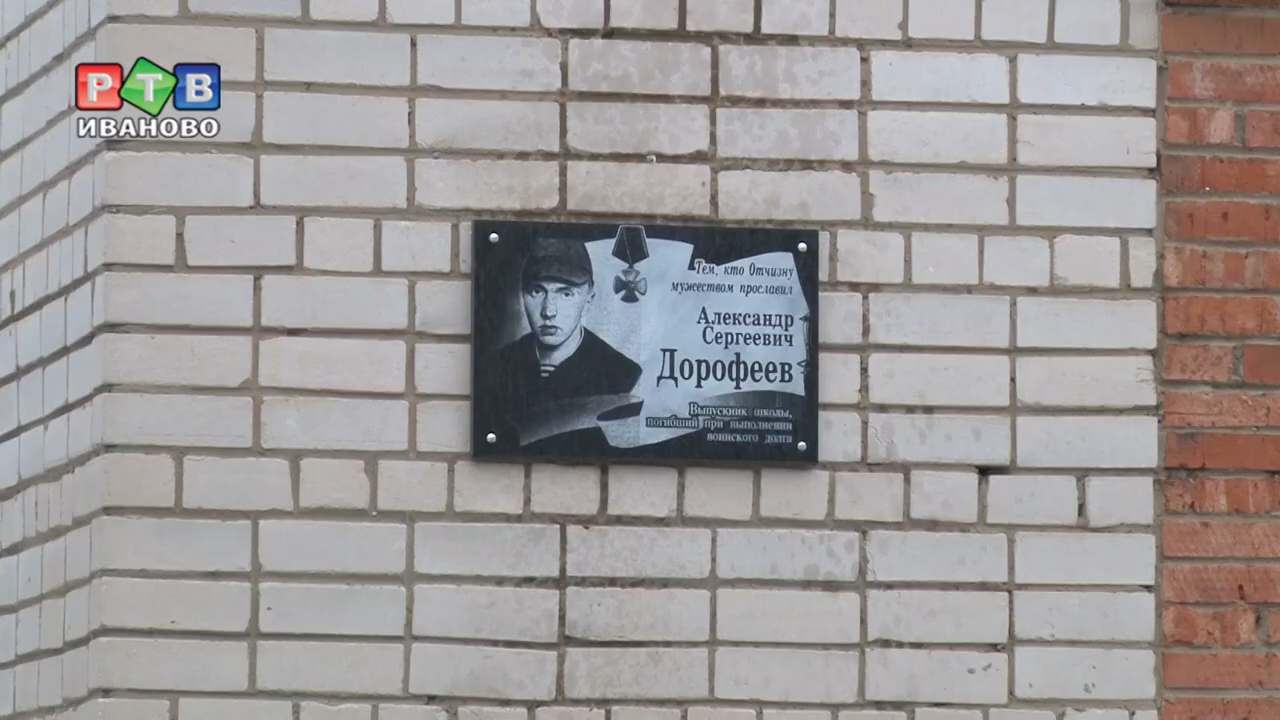 РТВ
ИВАНОВО
Тем, кто Отчизну
мужеством прославил
Александр
Сергеевич
Дорофеев
Выпускник школы,
погибший при выполнении
воинского долга